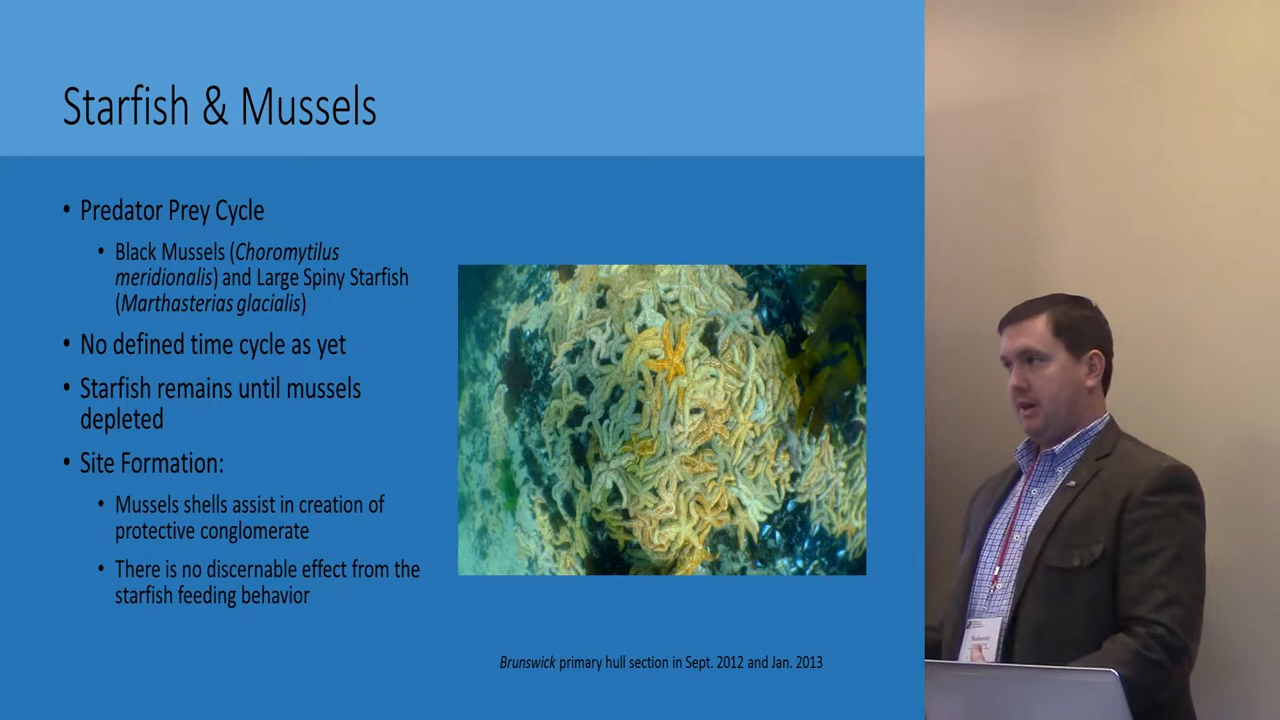 Starfish & Mussels
• Predator Prey Cycle
• Black Mussels (Choromytilus
meridionalis) and Large Spiny Starfish
(Marthasterias glacialis)
• No defined time cycle as yet
• Starfish remains until mussels
depleted
• Site Formation:
• Mussels shells assist in creation of
protective conglomerate
• There is no discernable effect from the
starfish feeding behavior
Brunswick primary hull section in Sept. 2012 and Jan. 2013